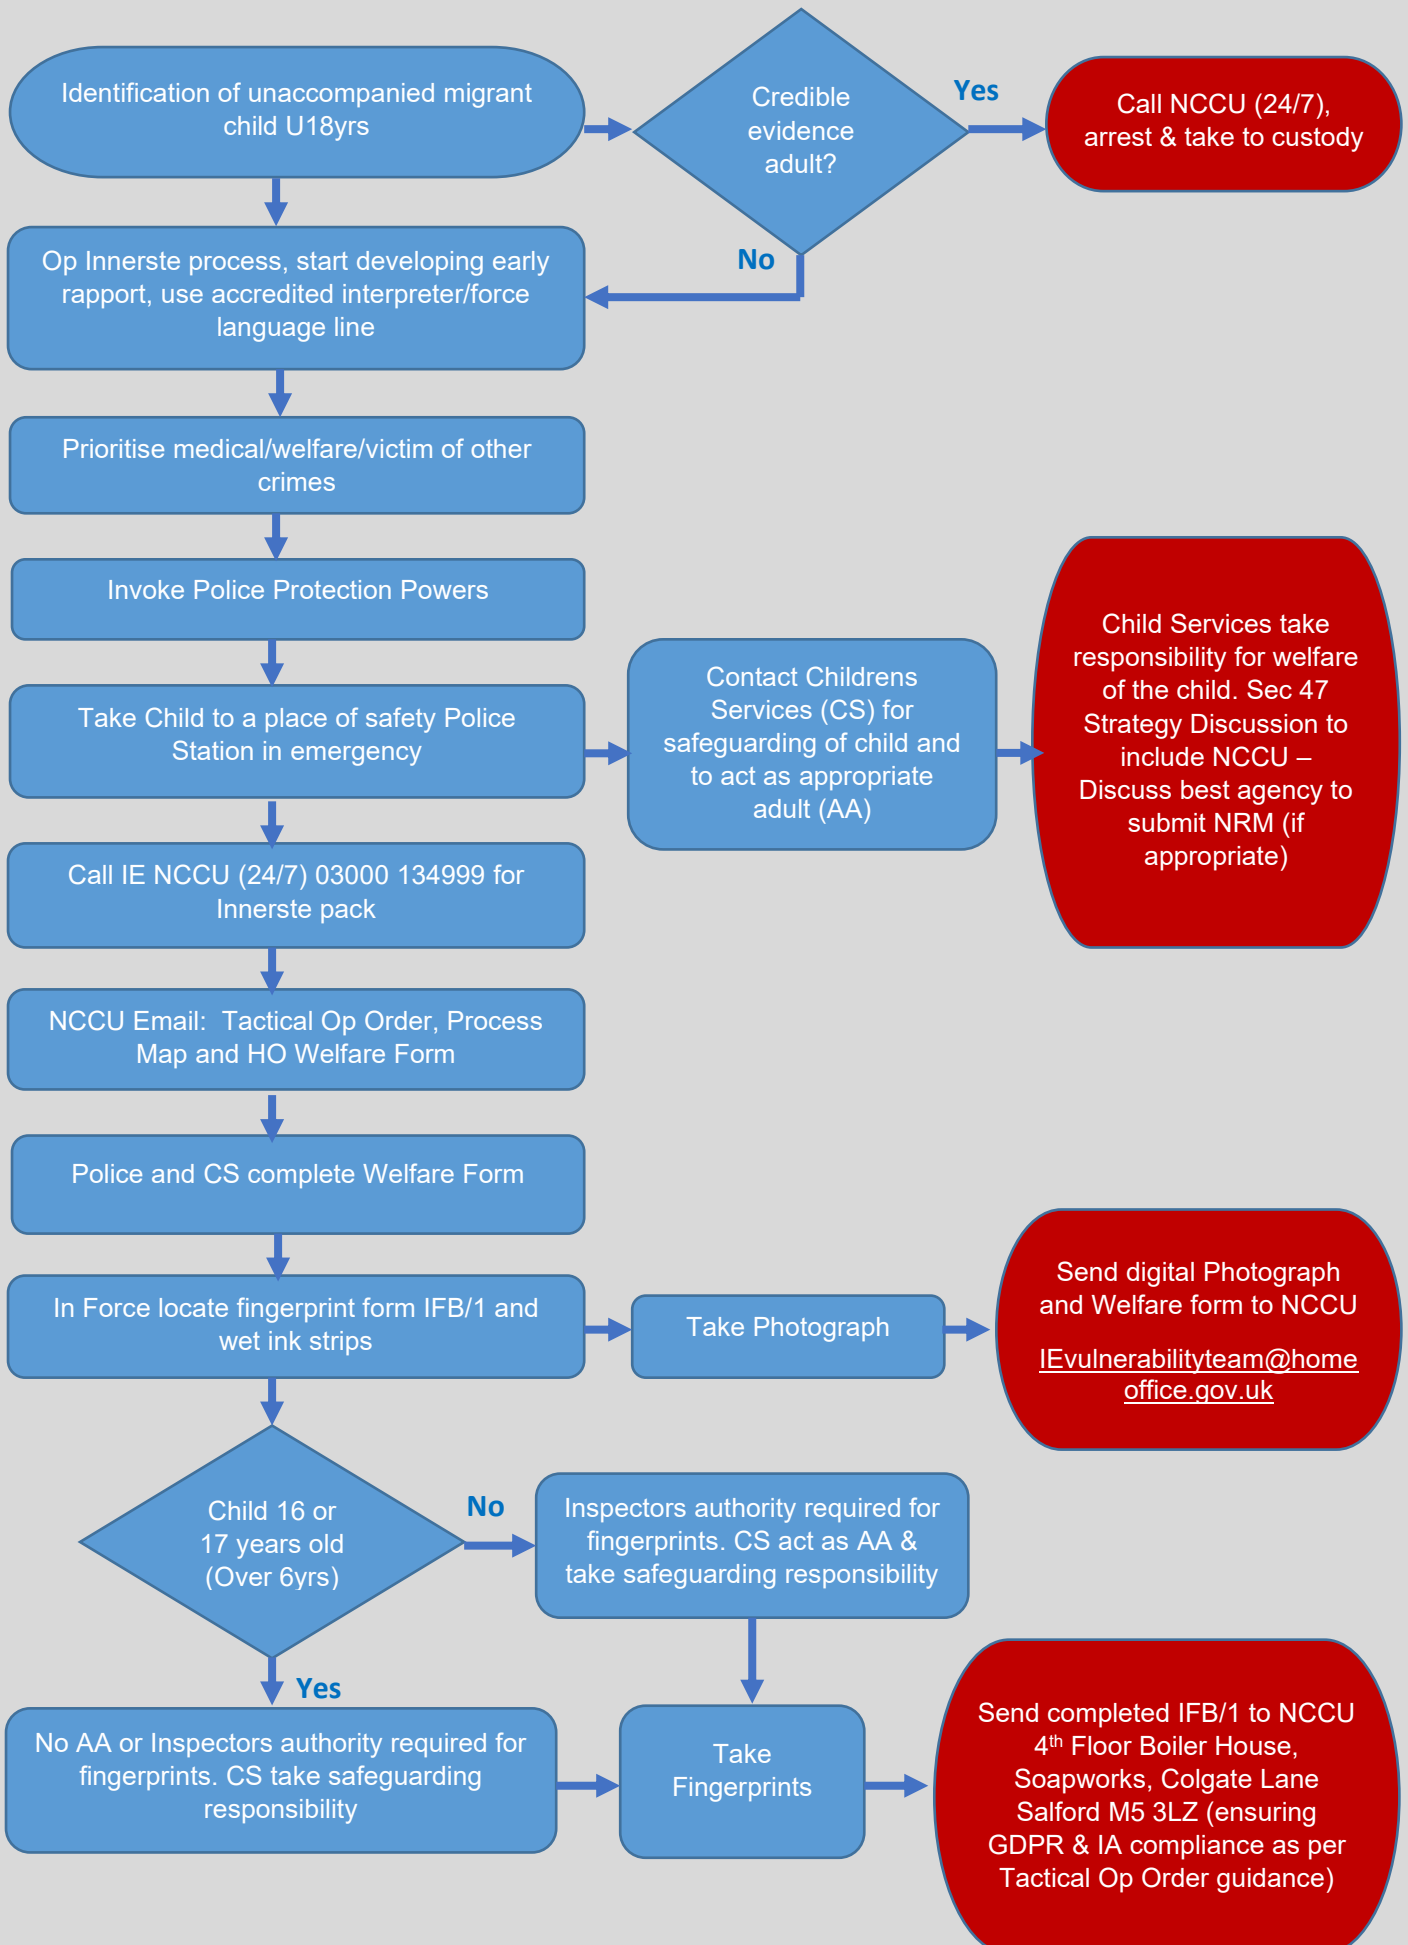 Identification of unaccompanied migrant
child U18yrs
Credible
evidence
adult?
Yes
Call NCCU (24/7),
arrest & take to custody
No
Op Innerste process, start developing early
rapport, use accredited interpreter/force
language line
Prioritise medical/welfare/victim of other
crimes
Invoke Police Protection Powers
Take Child to a place of safety Police
Station in emergency
Contact Childrens
Services (CS) for
safeguarding of child and
to act as appropriate
adult (AA)
Child Services take
responsibility for welfare
of the child. Sec 47
Strategy Discussion to
include NCCU –
Discuss best agency to
submit NRM (if
appropriate)
Call IE NCCU (24/7) 03000 134999 for
Innerste pack
NCCU Email:  Tactical Op Order, Process
Map and HO Welfare Form
Police and CS complete Welfare Form
In Force locate fingerprint form IFB/1 and
wet ink strips
Take Photograph
Send digital Photograph
and Welfare form to NCCU
IEvulnerabilityteam@home
office.gov.uk
Child 16 or
17 years old
(Over 6yrs)
No
Inspectors authority required for
fingerprints. CS act as AA &
take safeguarding responsibility
Yes
No AA or Inspectors authority required for
fingerprints. CS take safeguarding
responsibility
Take
Fingerprints
Send completed IFB/1 to NCCU
4th Floor Boiler House,
Soapworks, Colgate Lane
Salford M5 3LZ (ensuring
GDPR & IA compliance as per
Tactical Op Order guidance)